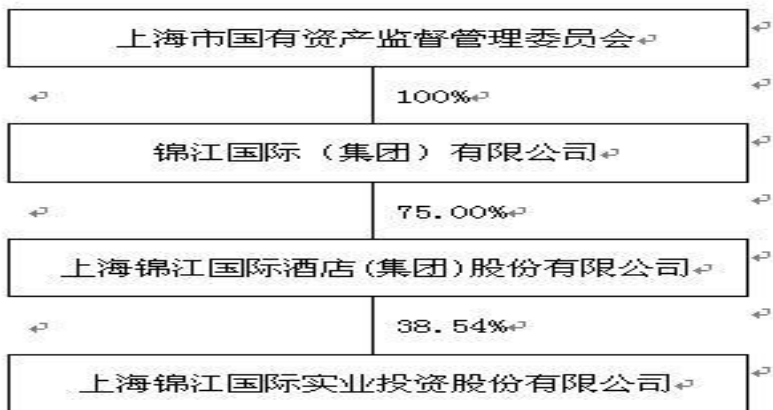 上海市国有资产监督管理委员会
100%
锦江国际（集团）有限公司
75.00%
上海锦江国际酒店(集团)股份有限公司
38.54%
上海锦江国际实业投资股份有限公司